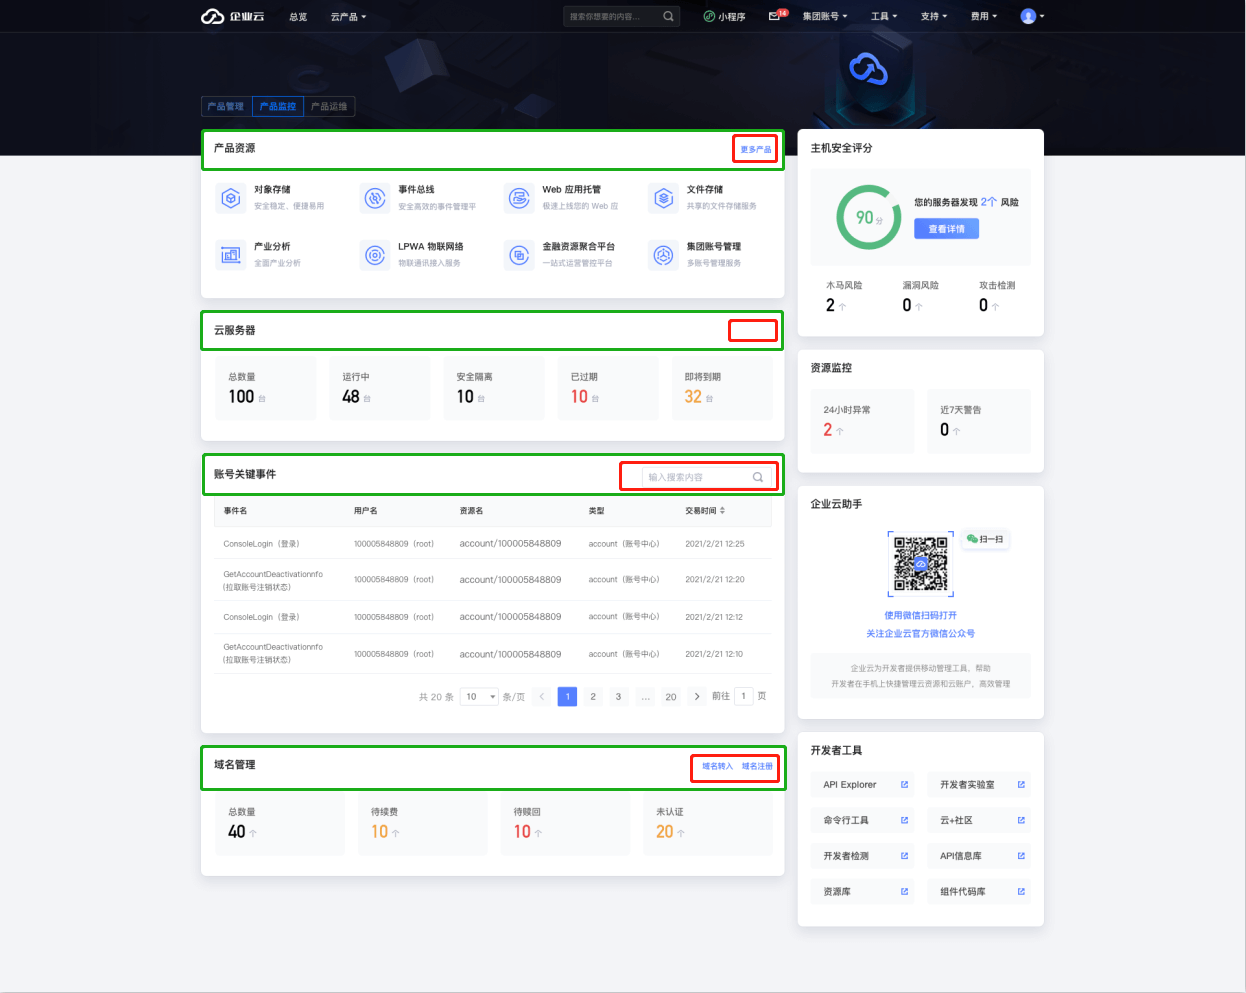 企业云 总览 云产品 搜索你想要的内容... 小程序 14 集团账号 工具 支持 费用
产品管理 产品监控 产品运维
产品资源 更多产品
对象存储 事件总线 Web 应用托管 文件存储
安全稳定、便捷易用 安全高效的事件管理平 极速上线您的 Web 应 共享的文件存储服务
产业分析 LPWA 物联网络 金融资源聚合平台 集团账号管理
全面产业分析 物联通讯接入服务 一站式运营管控平台 多账号管理服务
云服务器
总数量 运行中 安全隔离 已过期 即将到期
100 台 48 台 10 台 10 台 32 台
账号关键事件 输入搜索内容
事件名 用户名 资源名 类型 交易时间
ConsoleLogin（登录） 100005848809（root） account/100005848809 account（账号中心） 2021/2/21 12:25
GetAccountDeactivationnfo
(拉取账号注销状态） 100005848809（root） account/100005848809 account（账号中心） 2021/2/21 12:20
ConsoleLogin（登录） 100005848809（root） account/100005848809 account（账号中心） 2021/2/21 12:12
GetAccountDeactivationnfo
(拉取账号注销状态） 100005848809（root） account/100005848809 account（账号中心） 2021/2/21 12:10
共 20 条 10 条/页 < 1 2 3 ... 20 > 前往 1 页
域名管理 域名转入 域名注册
总数量 待续费 待赎回 未认证
40 个 10 个 10 个 20 个
主机安全评分
90 分
您的服务器发现 2个 风险
查看详情
木马风险 漏洞风险 攻击检测
2 个 0 个 0 个
资源监控
24小时异常 近7天警告
2 个 0 个
企业云助手
扫一扫
使用微信扫码打开
关注企业云官方微信公众号
企业云为开发者提供移动管理工具，帮助
开发者在手机上快捷管理云资源和云账户，高效管理
开发者工具
API Explorer 开发者实验室
命令行工具 云+社区
开发者检测 API信息库
资源库 组件代码库